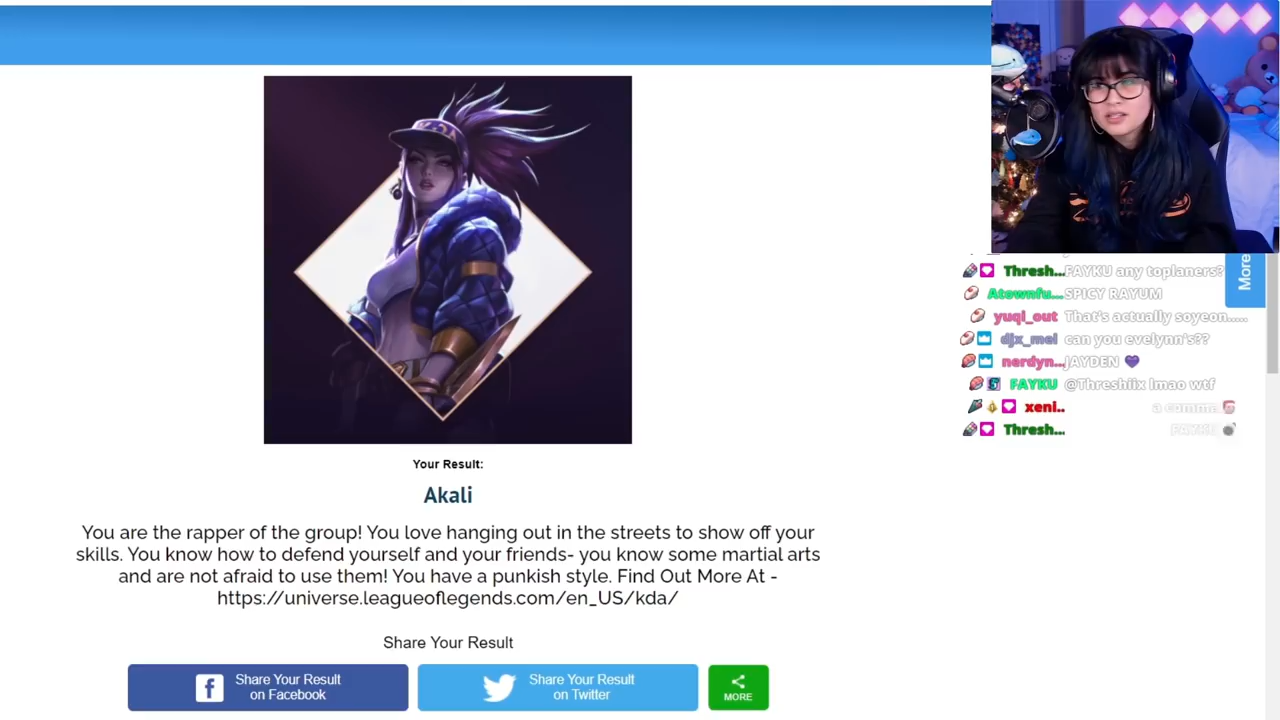 Your Result:
Akali
You are the rapper of the group! You love hanging out in the streets to show off your
skills. You know how to defend yourself and your friends- you know some martial arts
and are not afraid to use them! You have a punkish style. Find Out More At -
https://universe.leagueoflegends.com/en_US/kda/
Share Your Result
Share Your Result
on Facebook
Share Your Result
on Twitter
MORE
More
Thresh... FAYKU any toplaners?
Atownfu... SPICY RAYUM
yuqi_out That's actually soyeon.....
djx_mel can you evelynn's??
nerdyn... JAYDEN 💜
FAYKU @Threshiix lmao wtf
xeni.. a comma
Thresh... FAYKU